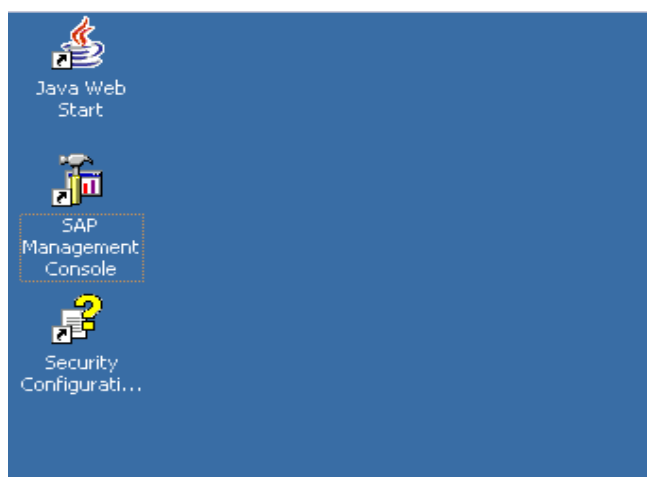 Java Web
Start
SAP
Management
Console
Security
Configurati...